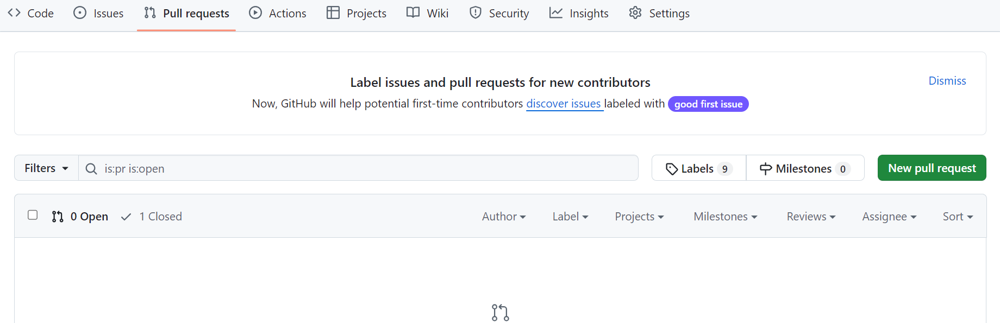 Code Issues Pull requests Actions Projects Wiki Security Insights Settings
Label issues and pull requests for new contributors
Dismiss
Now, GitHub will help potential first-time contributors discover issues labeled with good first issue
Filters is:pr is:open Labels 9 Milestones 0 New pull request
0 Open 1 Closed Author Label Projects Milestones Reviews Assignee Sort